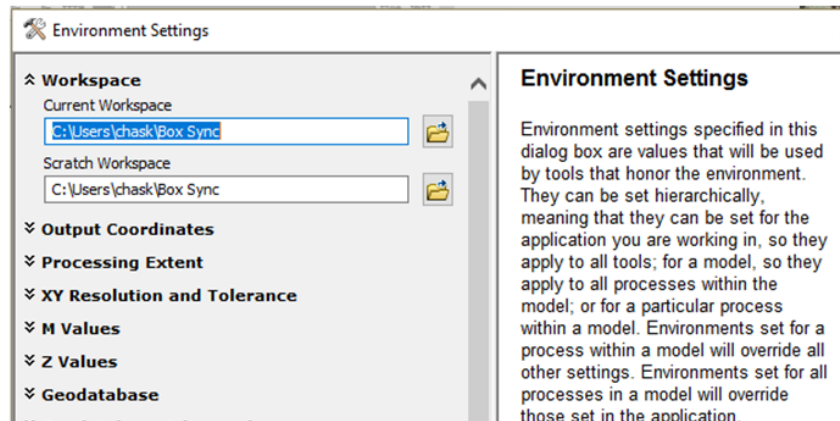 Environment Settings
Workspace
Current Workspace
C:\Users\chask\Box Sync
Scratch Workspace
C:\Users\chask\Box Sync
Output Coordinates
Processing Extent
XY Resolution and Tolerance
M Values
Z Values
Geodatabase
Environment Settings
Environment settings specified in this
dialog box are values that will be used
by tools that honor the environment.
They can be set hierarchically,
meaning that they can be set for the
application you are working in, so they
apply to all tools; for a model, so they
apply to all processes within the
model; or for a particular process
within a model. Environments set for a
process within a model will override all
other settings. Environments set for all
processes in a model will override
those set in the application.